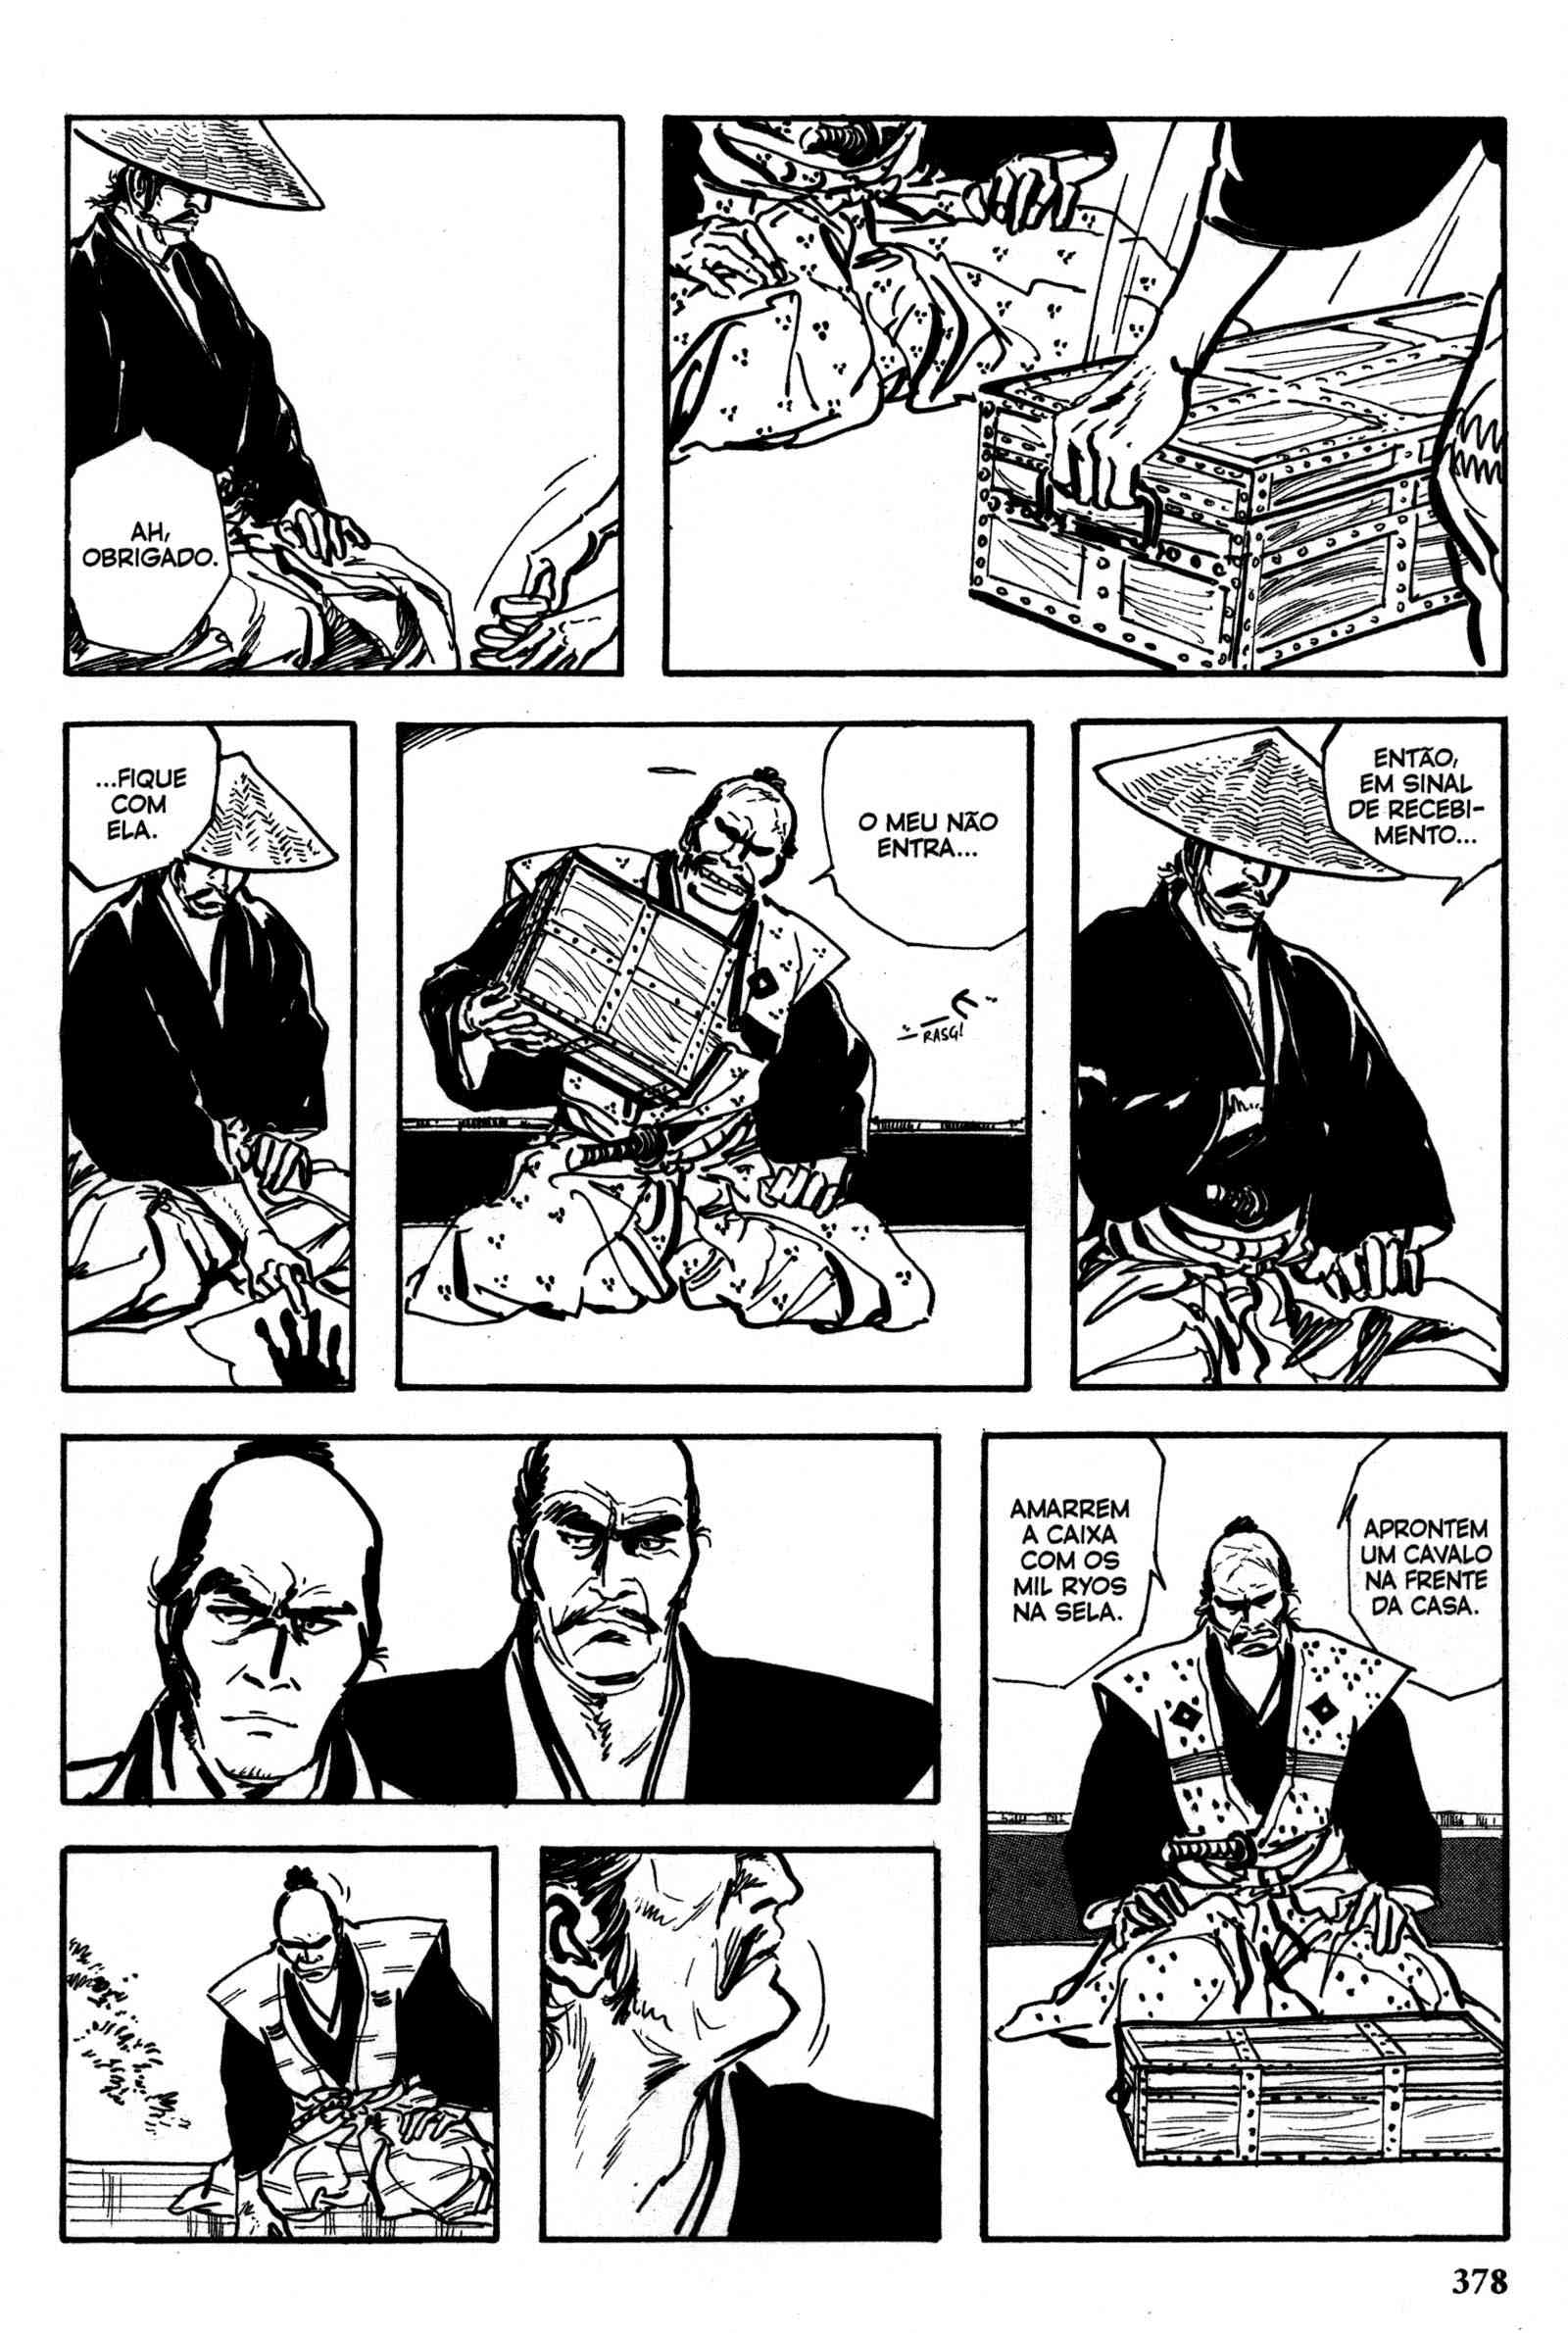 AH,
OBRIGADO.
ENTÃO,
EM SINAL
DE RECEBI-
MENTO...
O MEU NÃO
ENTRA...
RASG!
...FIQUE
COM
ELA.
APRONTEM
UM CAVALO
NA FRENTE
DA CASA.
AMARREM
A CAIXA
COM OS
MIL RYOS
NA SELA.
378